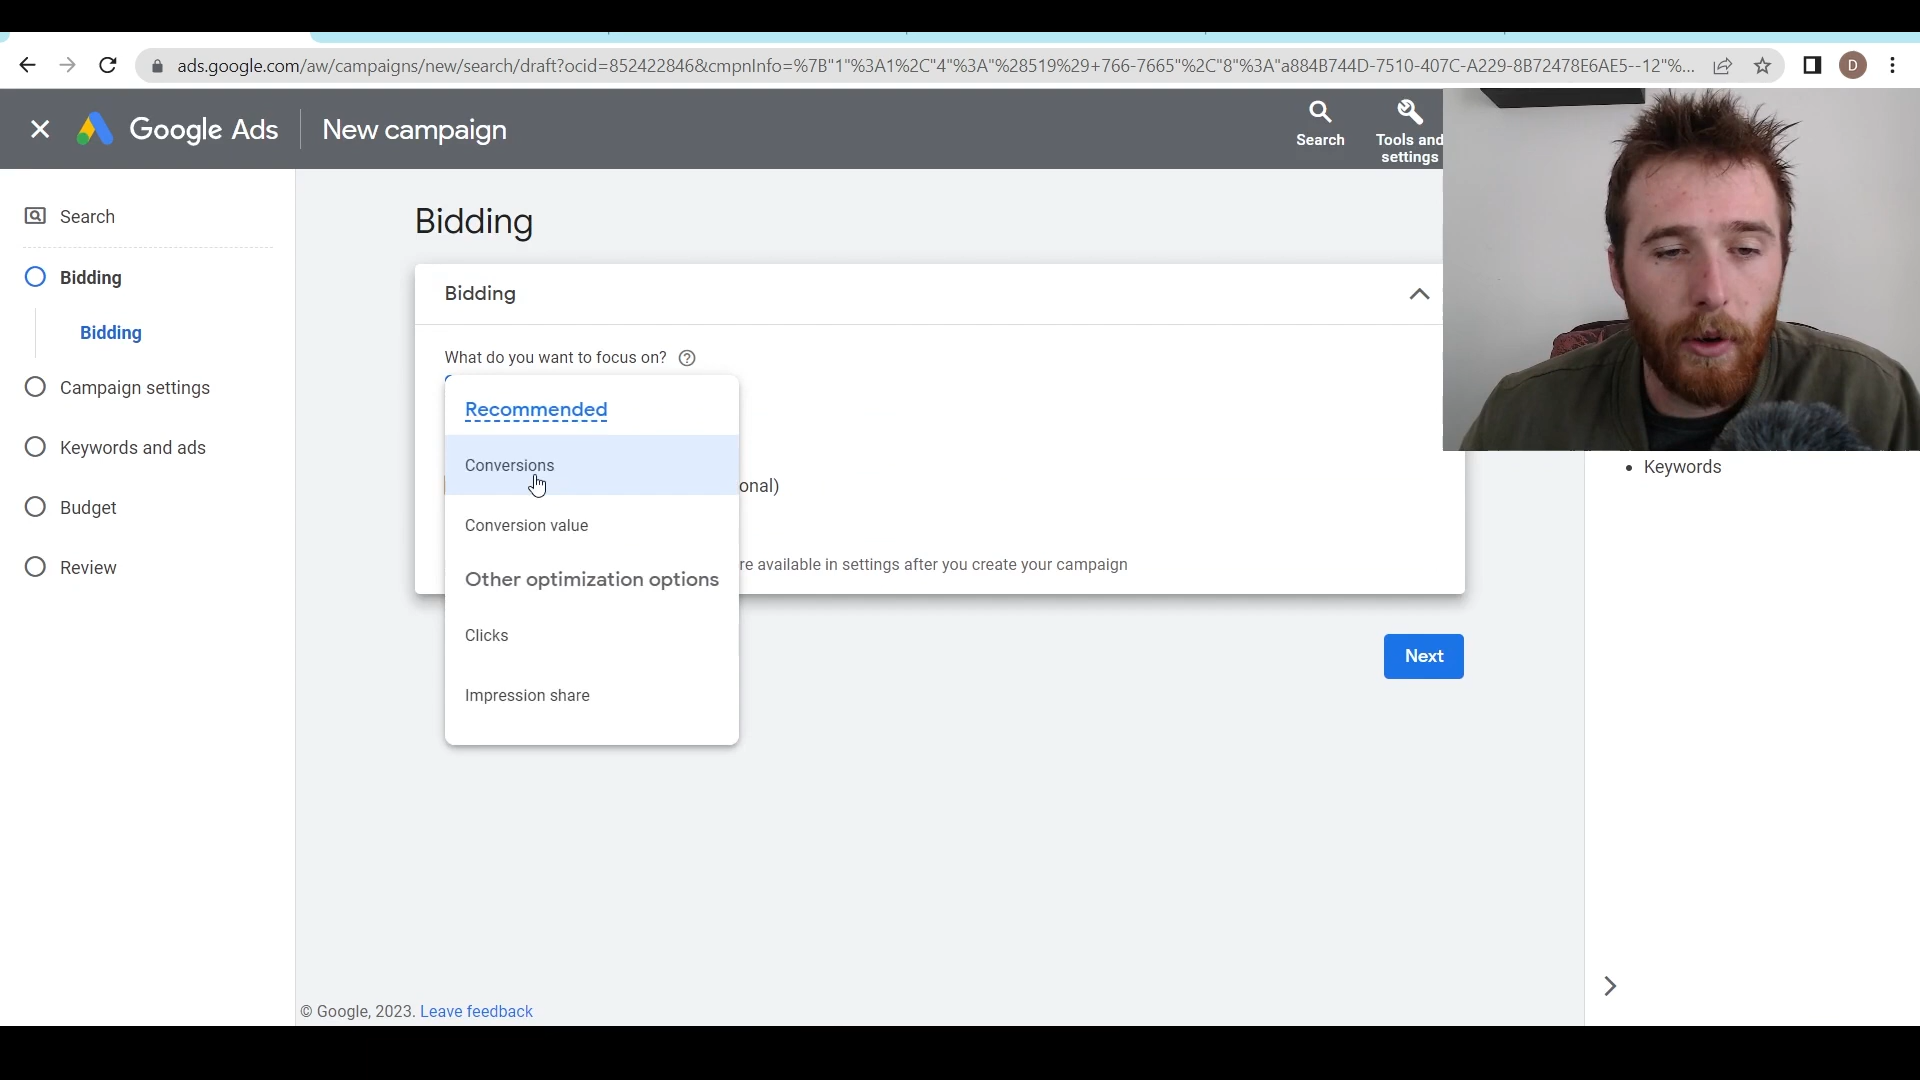 ads.google.com/aw/campaigns/new/search/draft?ocid=852422846&cmpnInfo=%7B"1"%3A1%2C"4"%3A"%28519%29+766-7665"%2C"8"%3A"a884B744D-7510-407C-A229-8B72478E6AE5--12"%...
D
Google Ads
New campaign
Search
Tools and
settings
Search
Bidding
Bidding
Campaign settings
Keywords and ads
Budget
Review
Bidding
Bidding
What do you want to focus on?
Recommended
Conversions
onal)
Conversion value
re available in settings after you create your campaign
Other optimization options
Clicks
Impression share
Next
• Keywords
© Google, 2023. Leave feedback